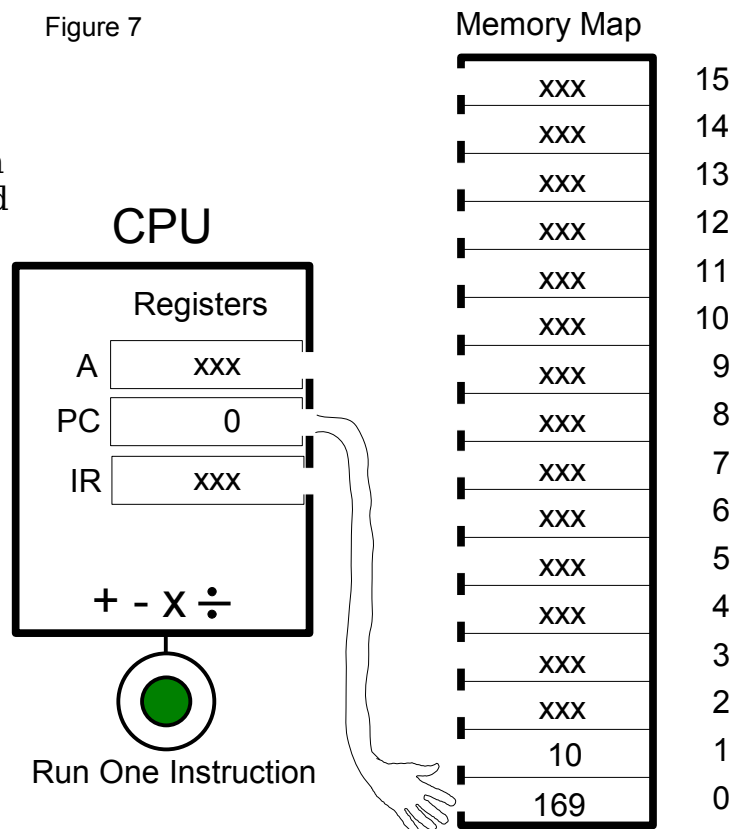 Figure 7
Memory Map
xxx 15
xxx 14
xxx 13
xxx 12
xxx 11
xxx 10
xxx 9
xxx 8
xxx 7
xxx 6
xxx 5
xxx 4
xxx 3
xxx 2
10 1
169 0
CPU
Registers
A xxx
PC 0
IR xxx
+ - x ÷
Run One Instruction